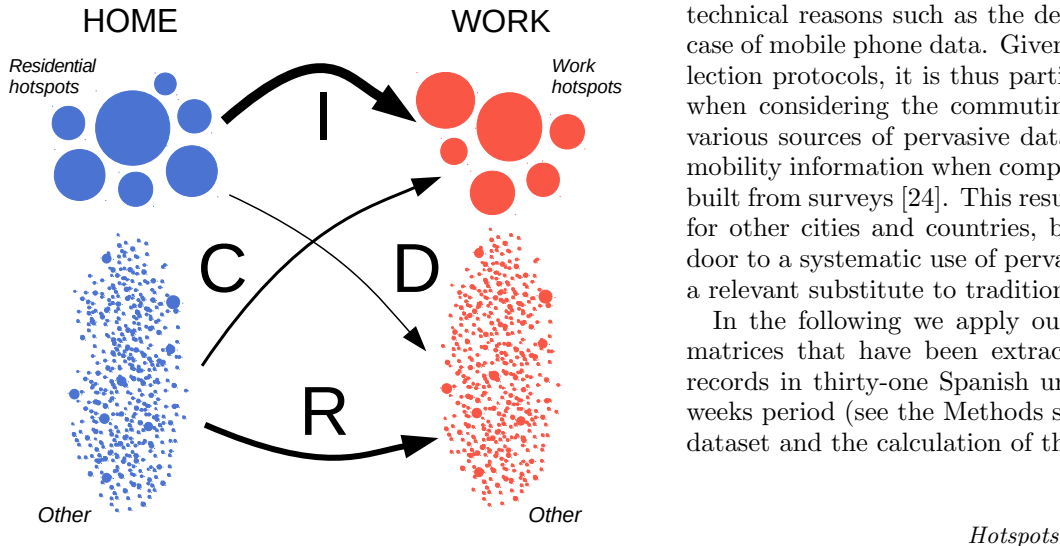 HOME
WORK
Residential
hotspots
Work
hotspots
I
C
D
R
Other
Other
technical reasons such as the de
case of mobile phone data. Given
lection protocols, it is thus parti
when considering the commutin
various sources of pervasive data
mobility information when comp
built from surveys [24]. This resu
for other cities and countries, b
door to a systematic use of perva
a relevant substitute to tradition
In the following we apply ou
matrices that have been extrac
records in thirty-one Spanish ur
weeks period (see the Methods s
dataset and the calculation of th
Hotspots